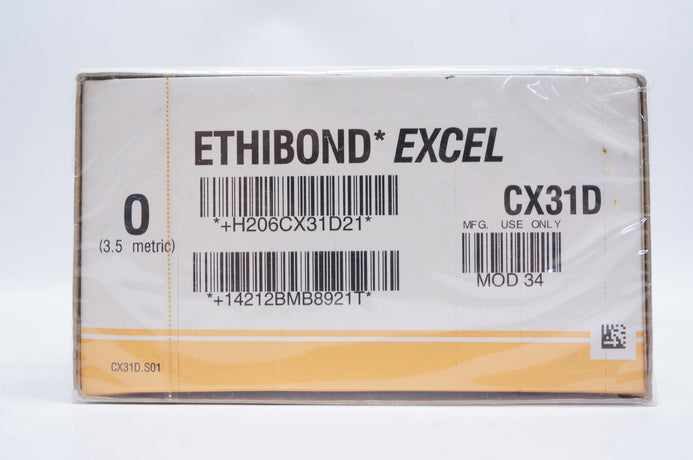 ETHIBOND* EXCEL
*+H206CX31D21*
0
(3.5 metric)
CX31D
MFG. USE ONLY
MOD 34
*+14212BMB8921T*
CX31D.S01